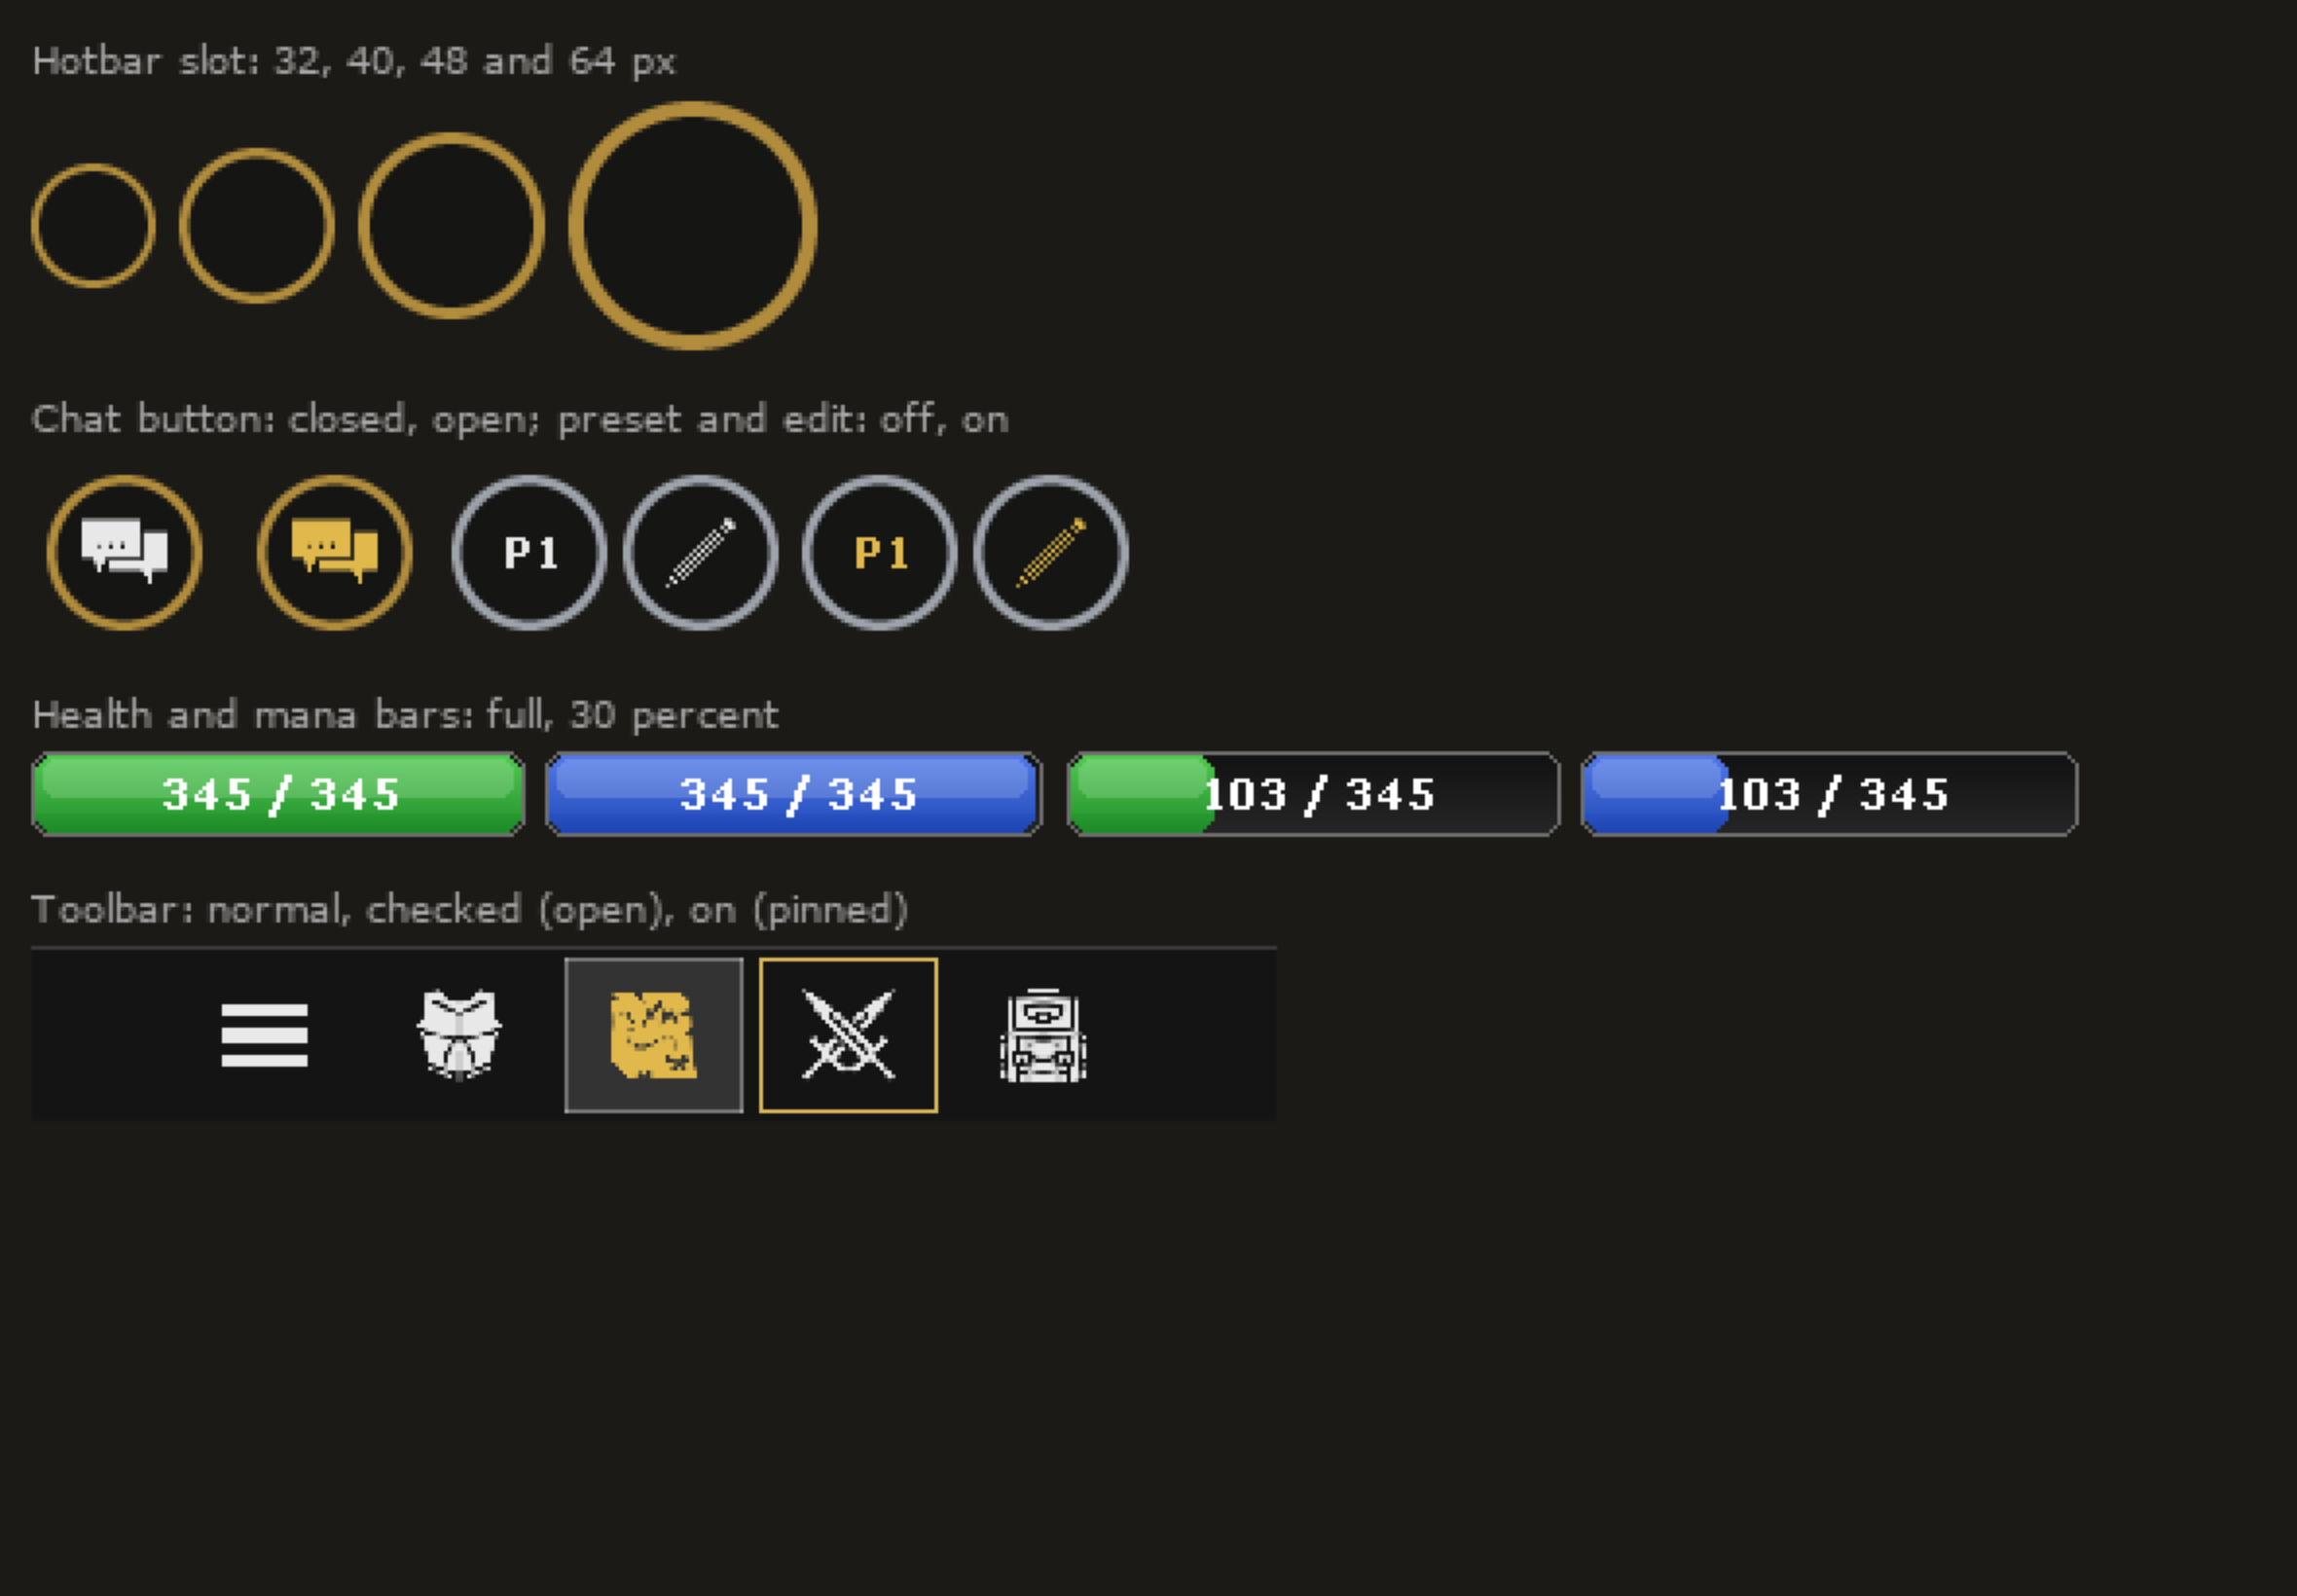 Hotbar slot: 32, 40, 48 and 64 px
Chat button: closed, open; preset and edit: off, on
P1 P1
Health and mana bars: full, 30 percent
345 / 345 345 / 345 103 / 345 103 / 345
Toolbar: normal, checked (open), on (pinned)